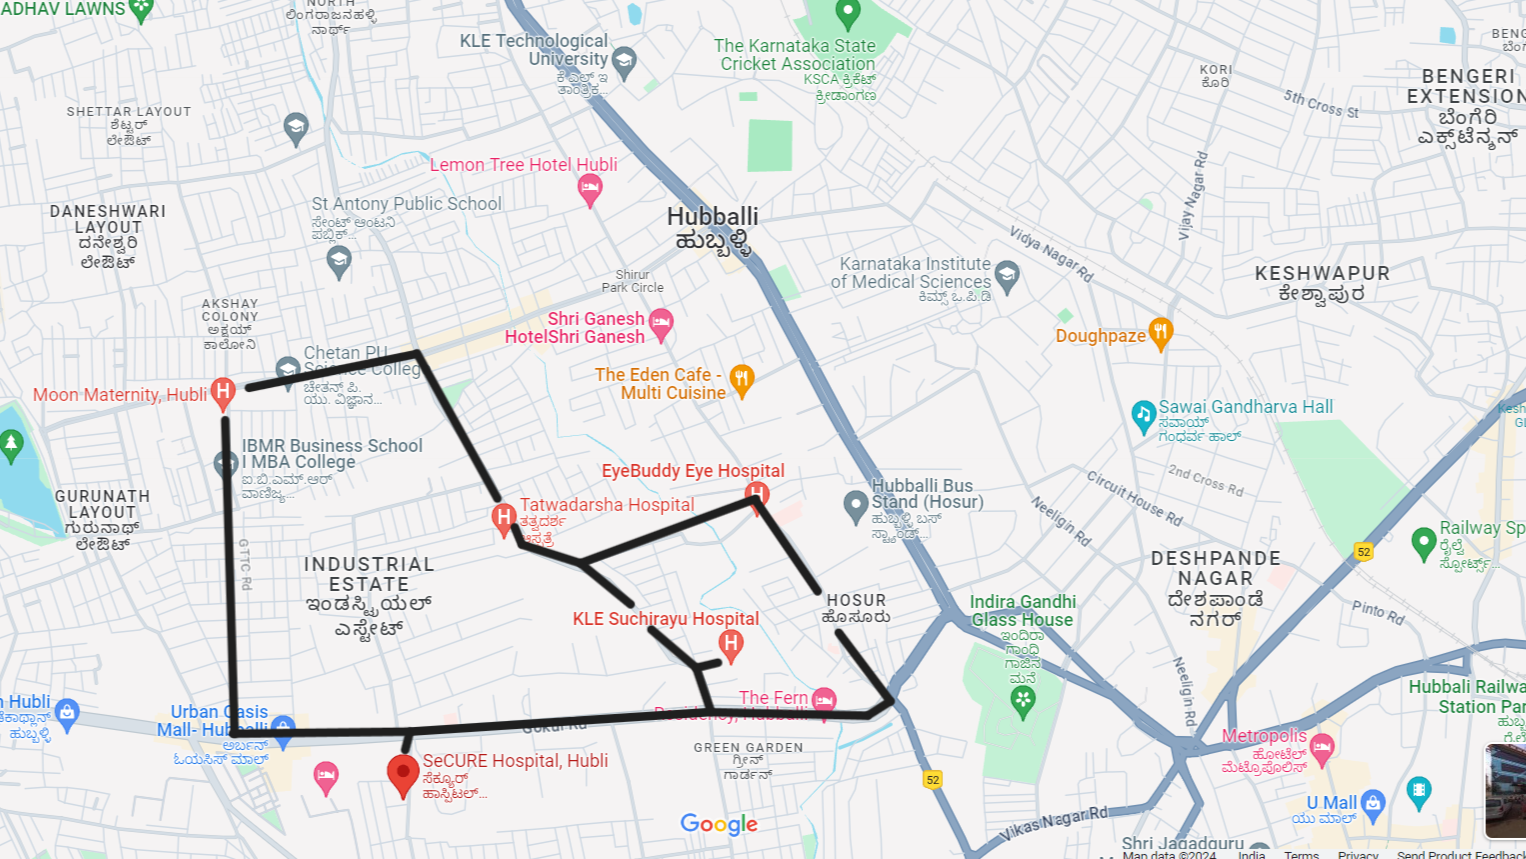 ADHAV LAWNS
NORTH
ಲಿಂಗರಾಜನಹಳ್ಳಿ
ನಾರ್ಥ್
KLE Technological
University
ಕೆ ಎಲ್ಇ
ತಾಂತ್ರಿಕ...
The Karnataka State
Cricket Association
KSCA ಕ್ರಿಕೆಟ್
ಕ್ರೀಡಾಂಗಣ
KORI
ಕೊರಿ
5th Cross St
BENGERI
EXTENSION
ಬೆಂಗೆರಿ
ಎಕ್ಸ್‌ಟೆನ್ಶನ್
SHETTAR LAYOUT
ಶೆಟ್ಟರ್
ಲೇಔಟ್
Lemon Tree Hotel Hubli
St Antony Public School
ಸೇಂಟ್ ಆಂಟನಿ
ಪಬ್ಲಿಕ್...
DANESHWARI
LAYOUT
ದನೇಶ್ವರಿ
ಲೇಔಟ್
Hubballi
ಹುಬ್ಬಳ್ಳಿ
Vijay Nagar Rd
Vidya Nagar Rd
Karnataka Institute
of Medical Sciences
ಕಿಮ್ಸ್ ಒ.ಪಿ.ಡಿ
KESHWAPUR
ಕೇಶ್ವಾಪುರ
Shirur
Park Circle
AKSHAY
COLONY
ಅಕ್ಷಯ್
ಕಾಲೋನಿ
Shri Ganesh
HotelShri Ganesh
Doughpaze
Chetan PU
Science College
ಚೇತನ್ ಪಿ.
ಯು. ವಿಜ್ಞಾನ...
Moon Maternity, Hubli
The Eden Cafe -
Multi Cuisine
Sawai Gandharva Hall
ಸವಾಯ್
ಗಂಧರ್ವ ಹಾಲ್
IBMR Business School
I MBA College
ಐ.ಬಿ.ಎಮ್.ಆರ್
ವಾಣಿಜ್ಯ...
EyeBuddy Eye Hospital
2nd Cross Rd
Circuit House Rd
GURUNATH
LAYOUT
ಗುರುನಾಥ್
ಲೇಔಟ್
Tatwadarsha Hospital
ತತ್ವದರ್ಶ
ಆಸ್ಪತ್ರೆ
Hubballi Bus
Stand (Hosur)
ಹುಬ್ಬಳ್ಳಿ ಬಸ್
ಸ್ಟ್ಯಾಂಡ್...
Neeligin Rd
Railway Sp
ರೈಲ್ವೆ
ಸ್ಪೋರ್ಟ್ಸ್...
52
GTTC Rd
INDUSTRIAL
ESTATE
ಇಂಡಸ್ಟ್ರಿಯಲ್
ಎಸ್ಟೇಟ್
DESHPANDE
NAGAR
ದೇಶಪಾಂಡೆ
ನಗರ್
HOSUR
ಹೊಸೂರು
Indira Gandhi
Glass House
ಇಂದಿರಾ
ಗಾಂಧಿ
ಗಾಜಿನ
ಮನೆ
Pinto Rd
KLE Suchirayu Hospital
Neeligin Rd
n Hubli
ಹುಬ್ಬಳ್ಳಿ
Urban Oasis
Mall- Hubballi
ಅರ್ಬನ್
ಓಯಸಿಸ್ ಮಾಲ್
The Fern
Residency, Hubballi
Gokul Rd
Hubbali Railwa
Station Par
GREEN GARDEN
ಗ್ರೀನ್
ಗಾರ್ಡನ್
Metropolis
ಹೋಟೆಲ್
ಮೆಟ್ರೊಪೊಲಿಸ್
SeCURE Hospital, Hubli
ಸೆಕ್ಯೂರ್
ಹಾಸ್ಪಿಟಲ್...
52
Google
Vikas Nagar Rd
U Mall
ಯು ಮಾಲ್
Shri Jagadguru
Map data ©2024 India Terms Privacy Send Product Feedback